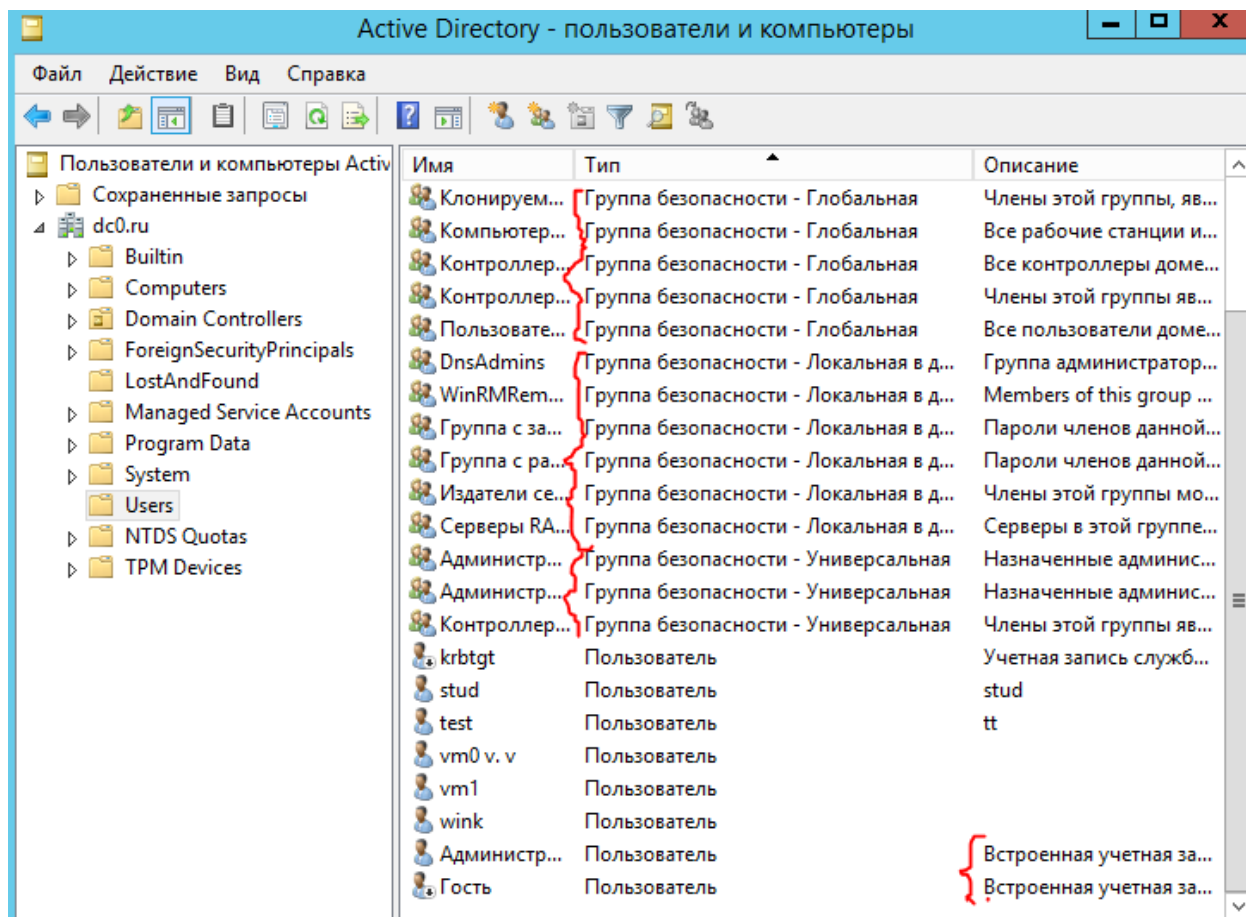 Active Directory - пользователи и компьютеры
Файл Действие Вид Справка
Пользователи и компьютеры Activ
Сохраненные запросы
dc0.ru
Builtin
Computers
Domain Controllers
ForeignSecurityPrincipals
LostAndFound
Managed Service Accounts
Program Data
System
Users
NTDS Quotas
TPM Devices
Имя Тип Описание
Клонируем... Группа безопасности - Глобальная Члены этой группы, яв...
Компьютер... Группа безопасности - Глобальная Все рабочие станции и...
Контроллер... Группа безопасности - Глобальная Все контроллеры доме...
Контроллер... Группа безопасности - Глобальная Члены этой группы яв...
Пользовате... Группа безопасности - Глобальная Все пользователи доме...
DnsAdmins Группа безопасности - Локальная в д... Группа администратор...
WinRMRem... Группа безопасности - Локальная в д... Members of this group ...
Группа с за... Группа безопасности - Локальная в д... Пароли членов данной...
Группа с ра... Группа безопасности - Локальная в д... Пароли членов данной...
Издатели се... Группа безопасности - Локальная в д... Члены этой группы мо...
Серверы RA... Группа безопасности - Локальная в д... Серверы в этой группе...
Администр... Группа безопасности - Универсальная Назначенные админис...
Администр... Группа безопасности - Универсальная Назначенные админис...
Контроллер... Группа безопасности - Универсальная Члены этой группы яв...
krbtgt Пользователь Учетная запись служб...
stud Пользователь stud
test Пользователь tt
vm0 v. v Пользователь
vm1 Пользователь
wink Пользователь
Администр... Пользователь Встроенная учетная за...
Гость Пользователь Встроенная учетная за...